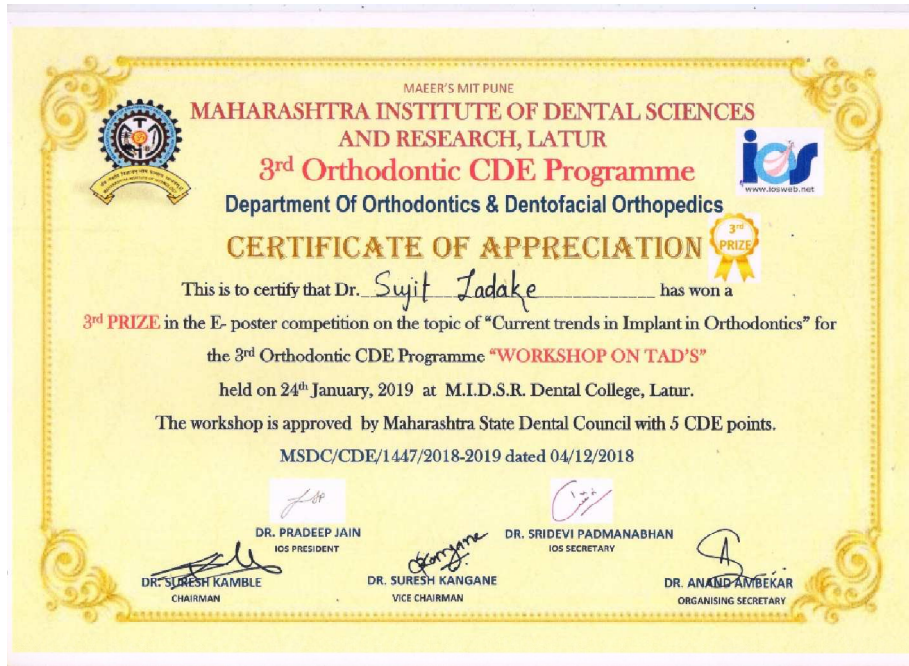 MAEER'S MIT PUNE
MAHARASHTRA INSTITUTE OF DENTAL SCIENCES
AND RESEARCH, LATUR
3rd Orthodontic CDE Programme
ios
www.iosweb.net
Department Of Orthodontics & Dentofacial Orthopedics
CERTIFICATE OF APPRECIATION
3rd
PRIZE
This is to certify that Dr. Sujit Zadake has won a
3rd PRIZE in the E- poster competition on the topic of "Current trends in Implant in Orthodontics" for
the 3rd Orthodontic CDE Programme "WORKSHOP ON TAD'S"
held on 24th January, 2019 at M.I.D.S.R. Dental College, Latur.
The workshop is approved by Maharashtra State Dental Council with 5 CDE points.
MSDC/CDE/1447/2018-2019 dated 04/12/2018
DR. PRADEEP JAIN
IOS PRESIDENT
DR. SRIDEVI PADMANABHAN
IOS SECRETARY
DR. SURESH KAMBLE
CHAIRMAN
DR. SURESH KANGANE
VICE CHAIRMAN
DR. ANAND AMBEKAR
ORGANISING SECRETARY